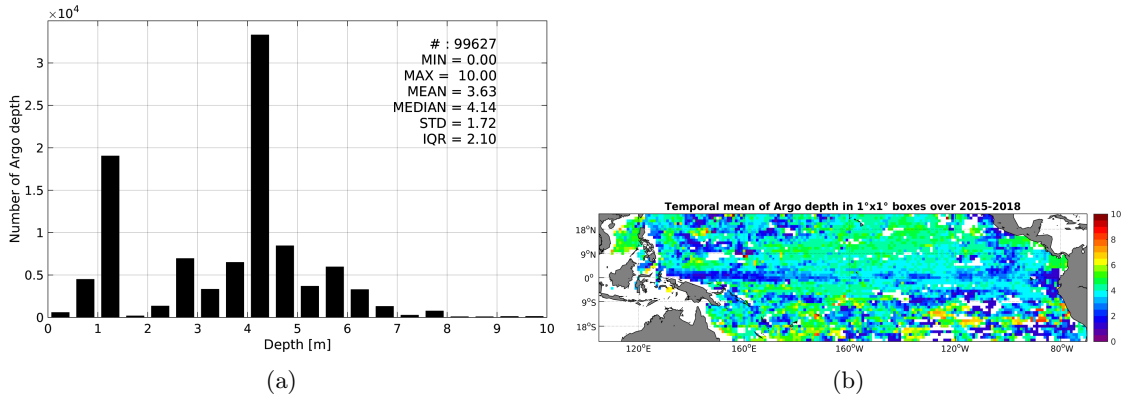 ×10⁴
# : 99627
MIN = 0.00
MAX = 10.00
MEAN = 3.63
MEDIAN = 4.14
STD = 1.72
IQR = 2.10
Number of Argo depth
3
2.5
2
1.5
1
0.5
0
0 1 2 3 4 5 6 7 8 9 10
Depth [m]
(a)
Temporal mean of Argo depth in 1°x1° boxes over 2015-2018
18°N
9°N
0°
9°S
18°S
120°E 160°E 160°W 120°W 80°W
10
8
6
4
2
0
(b)